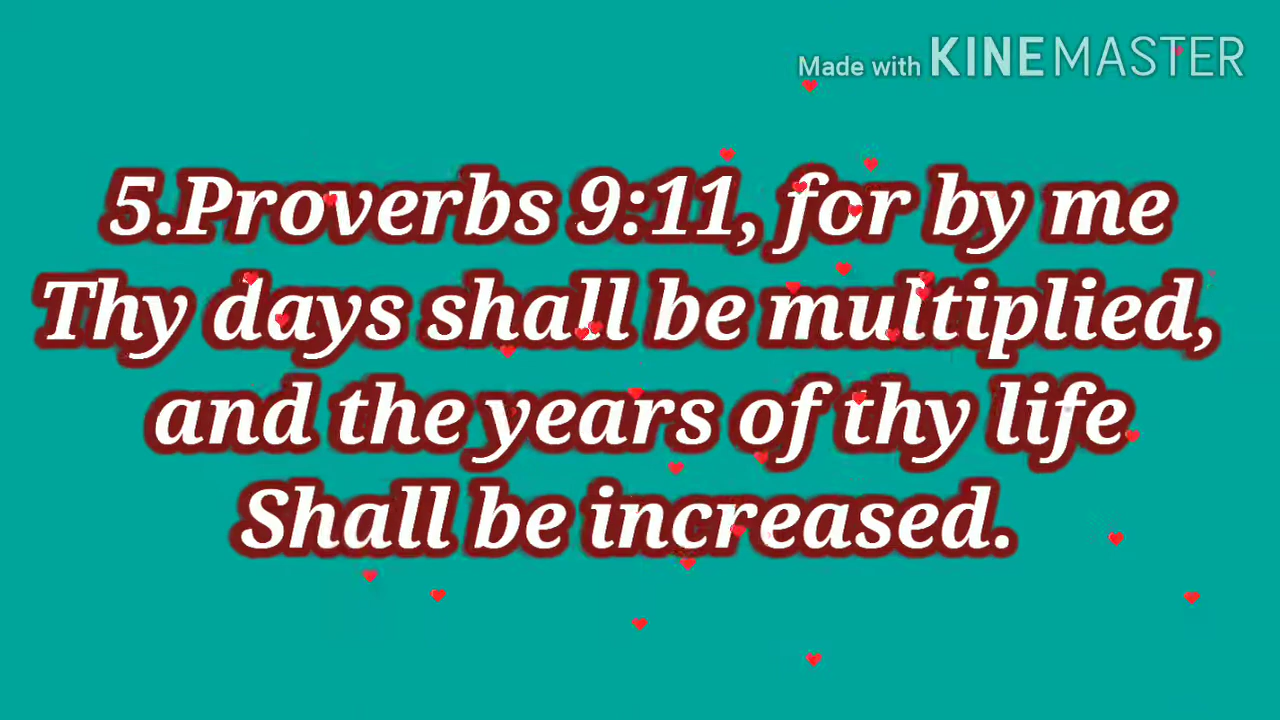 Made with KINEMASTER
5.Proverbs 9:11, for by me
Thy days shall be multiplied,
and the years of thy life
Shall be increased.